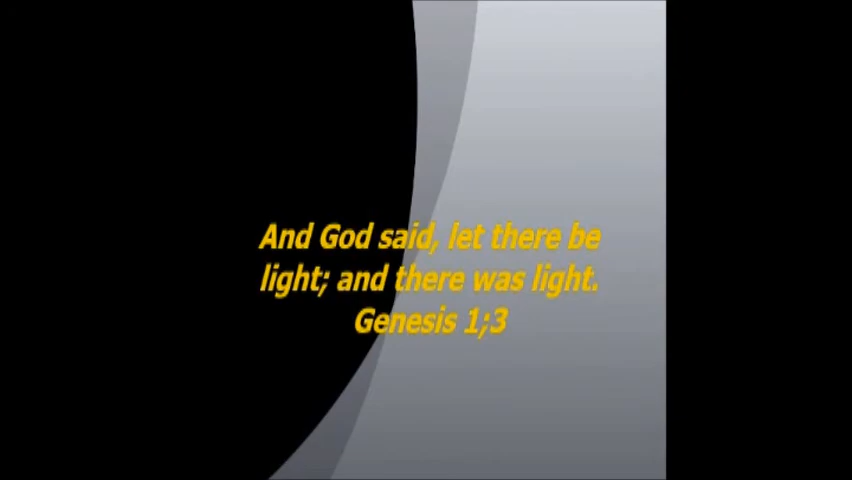 And God said, let there be
light; and there was light.
Genesis 1;3